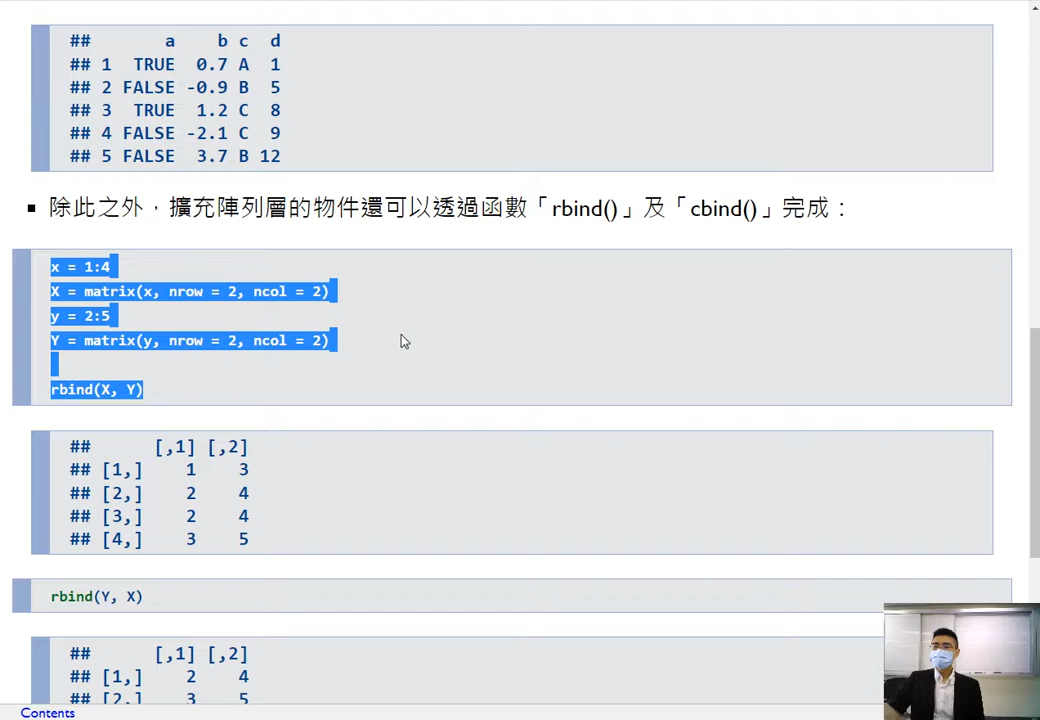 ##       a    b c  d
## 1  TRUE  0.7 A  1
## 2 FALSE -0.9 B  5
## 3  TRUE  1.2 C  8
## 4 FALSE -2.1 C  9
## 5 FALSE  3.7 B 12
▪ 除此之外，擴充陣列層的物件還可以透過函數「rbind()」及「cbind()」完成：
x = 1:4
X = matrix(x, nrow = 2, ncol = 2)
y = 2:5
Y = matrix(y, nrow = 2, ncol = 2)
rbind(X, Y)
##      [,1] [,2]
## [1,]    1    3
## [2,]    2    4
## [3,]    2    4
## [4,]    3    5
rbind(Y, X)
##      [,1] [,2]
## [1,]    2    4
## [2,]    3    5
Contents